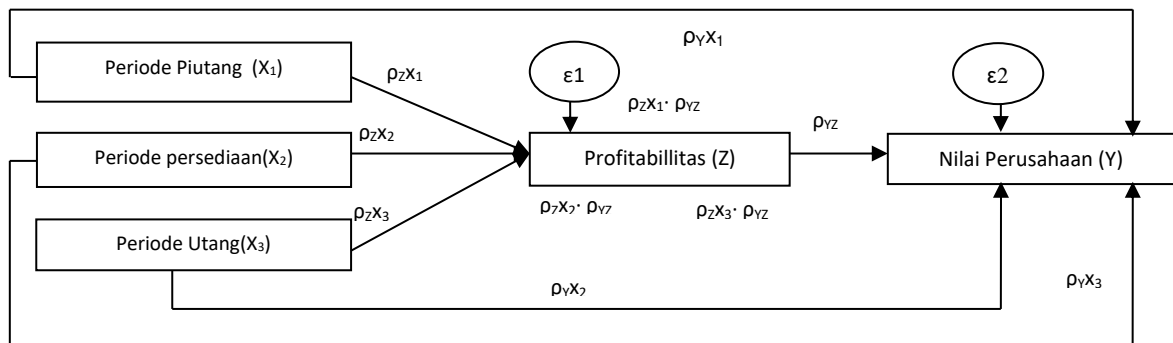 ρYX1
Periode Piutang (X1)
ρZX1
ε1
ε2
ρZX1· ρYZ
ρZX2
ρYZ
Periode persediaan(X2)
Profitabillitas (Z)
Nilai Perusahaan (Y)
ρZX3
ρZX2· ρYZ
ρZX3· ρYZ
Periode Utang(X3)
ρYX2
ρYX3